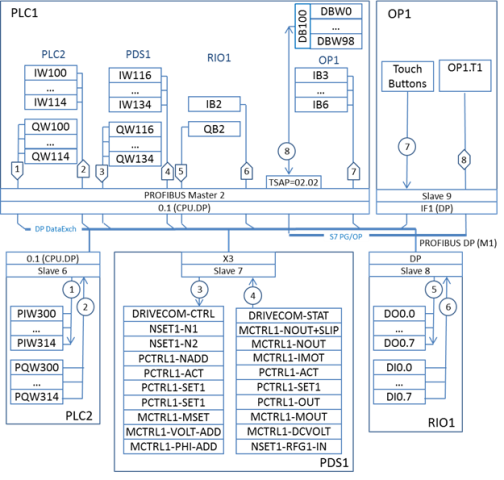 PLC1
OP1
PLC2
PDS1
RIO1
OP1
DB100
DBW0
...
DBW98
IW100
...
IW114
QW100
...
QW114
IW116
...
IW134
QW116
...
QW134
IB2
QB2
IB3
...
IB6
Touch
Buttons
OP1.T1
1
2
3
4
5
6
8
7
7
8
TSAP=02.02
PROFIBUS Master 2
0.1 (CPU.DP)
Slave 9
IF1 (DP)
DP DataExch
S7 PG/OP
PROFIBUS DP (M1)
0.1 (CPU.DP)
Slave 6
1
2
PIW300
...
PIW314
PQW300
...
PQW314
PLC2
X3
Slave 7
3
4
DRIVECOM-CTRL
NSET1-N1
NSET1-N2
PCTRL1-NADD
PCTRL1-ACT
PCTRL1-SET1
PCTRL1-SET1
MCTRL1-MSET
MCTRL1-VOLT-ADD
MCTRL1-PHI-ADD
DRIVECOM-STAT
MCTRL1-NOUT+SLIP
MCTRL1-NOUT
MCTRL1-IMOT
PCTRL1-ACT
PCTRL1-SET1
PCTRL1-OUT
MCTRL1-MOUT
MCTRL1-DCVOLT
NSET1-RFG1-IN
PDS1
DP
Slave 8
5
6
DO0.0
...
DO0.7
DI0.0
...
DI0.7
RIO1